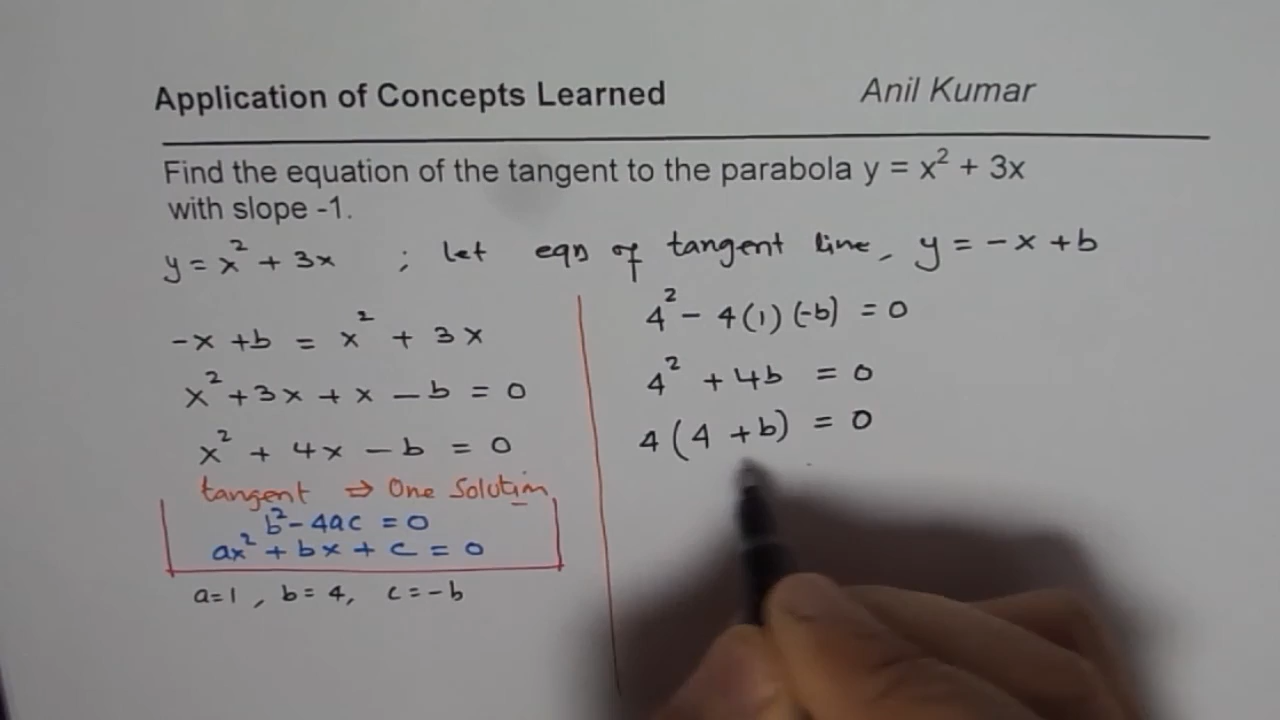 Application of Concepts Learned Anil Kumar
Find the equation of the tangent to the parabola y = x² + 3x
with slope -1.
y = x² + 3x ; let eqn of tangent line, y = -x + b
-x + b = x² + 3x
x² + 3x + x - b = 0
x² + 4x - b = 0
tangent ⇒ One Solution
b² - 4ac = 0
ax² + bx + c = 0
a=1, b=4, c=-b
4² - 4(1)(-b) = 0
4² + 4b = 0
4(4 + b) = 0